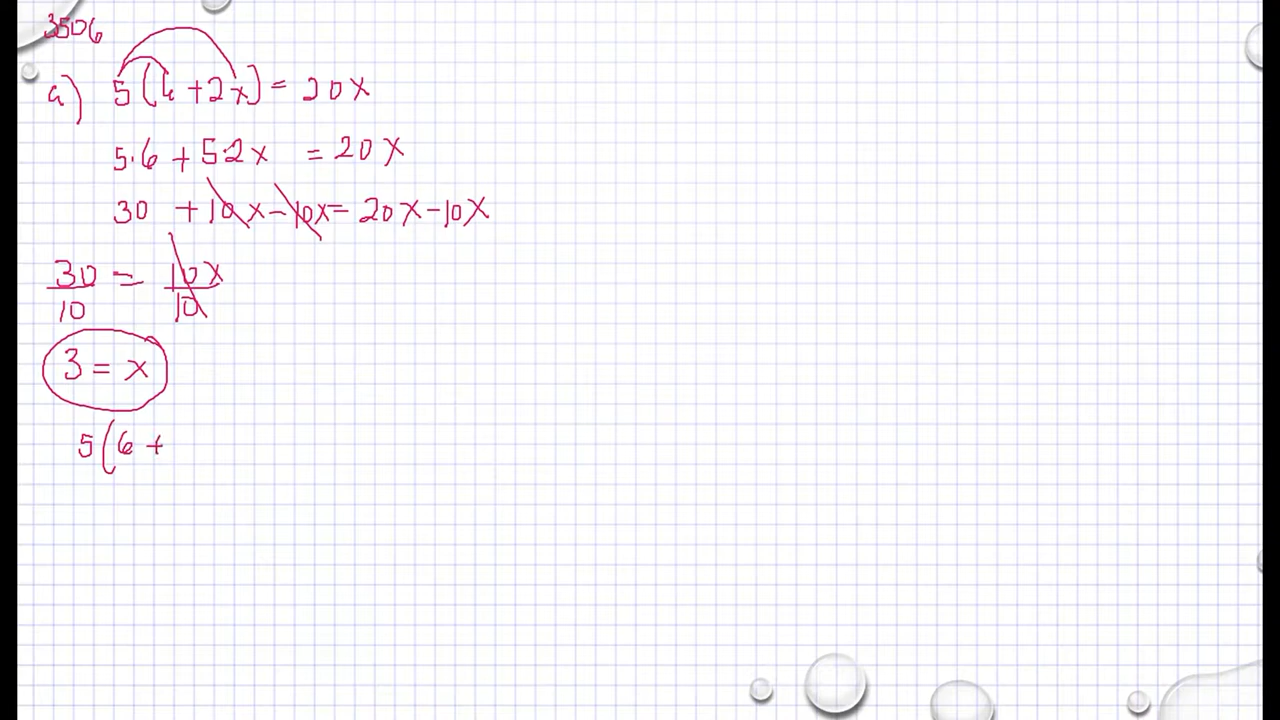 3506
a) 5(6+2x) = 20x
5·6 + 5·2x = 20x
30 + 10x - 10x = 20x - 10x
30/10 = 10x/10
3 = x
5(6 +